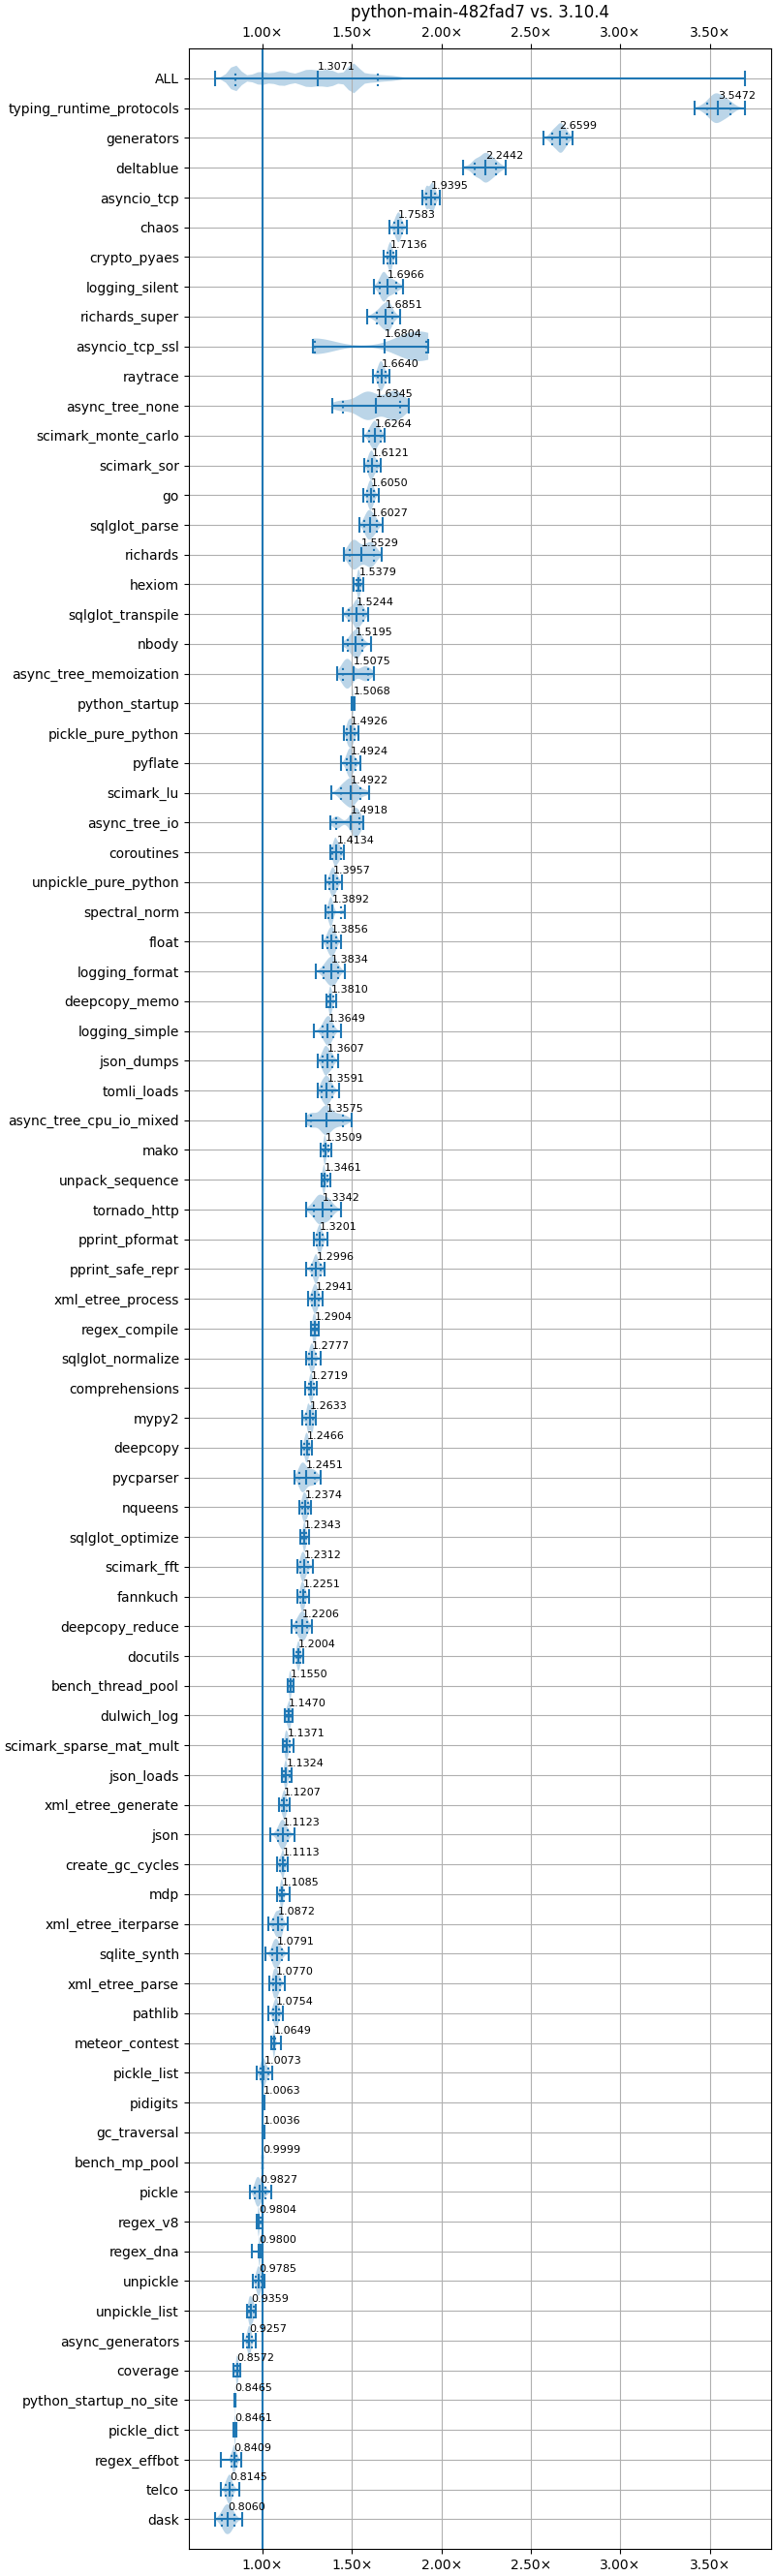 python-main-482fad7 vs. 3.10.4
1.00× 1.50× 2.00× 2.50× 3.00× 3.50×
ALL 1.3071
typing_runtime_protocols 3.5472
generators 2.6599
deltablue 2.2442
asyncio_tcp 1.9395
chaos 1.7583
crypto_pyaes 1.7136
logging_silent 1.6966
richards_super 1.6851
asyncio_tcp_ssl 1.6804
raytrace 1.6640
async_tree_none 1.6345
scimark_monte_carlo 1.6264
scimark_sor 1.6121
go 1.6050
sqlglot_parse 1.6027
richards 1.5529
hexiom 1.5379
sqlglot_transpile 1.5244
nbody 1.5195
async_tree_memoization 1.5075
python_startup 1.5068
pickle_pure_python 1.4926
pyflate 1.4924
scimark_lu 1.4922
async_tree_io 1.4918
coroutines 1.4134
unpickle_pure_python 1.3957
spectral_norm 1.3892
float 1.3856
logging_format 1.3834
deepcopy_memo 1.3810
logging_simple 1.3649
json_dumps 1.3607
tomli_loads 1.3591
async_tree_cpu_io_mixed 1.3575
mako 1.3509
unpack_sequence 1.3461
tornado_http 1.3342
pprint_pformat 1.3201
pprint_safe_repr 1.2996
xml_etree_process 1.2941
regex_compile 1.2904
sqlglot_normalize 1.2777
comprehensions 1.2719
mypy2 1.2633
deepcopy 1.2466
pycparser 1.2451
nqueens 1.2374
sqlglot_optimize 1.2343
scimark_fft 1.2312
fannkuch 1.2251
deepcopy_reduce 1.2206
docutils 1.2004
bench_thread_pool 1.1550
dulwich_log 1.1470
scimark_sparse_mat_mult 1.1371
json_loads 1.1324
xml_etree_generate 1.1207
json 1.1123
create_gc_cycles 1.1113
mdp 1.1085
xml_etree_iterparse 1.0872
sqlite_synth 1.0791
xml_etree_parse 1.0770
pathlib 1.0754
meteor_contest 1.0649
pickle_list 1.0073
pidigits 1.0063
gc_traversal 1.0036
bench_mp_pool 0.9999
pickle 0.9827
regex_v8 0.9804
regex_dna 0.9800
unpickle 0.9785
unpickle_list 0.9359
async_generators 0.9257
coverage 0.8572
python_startup_no_site 0.8465
pickle_dict 0.8461
regex_effbot 0.8409
telco 0.8145
dask 0.8060
1.00× 1.50× 2.00× 2.50× 3.00× 3.50×